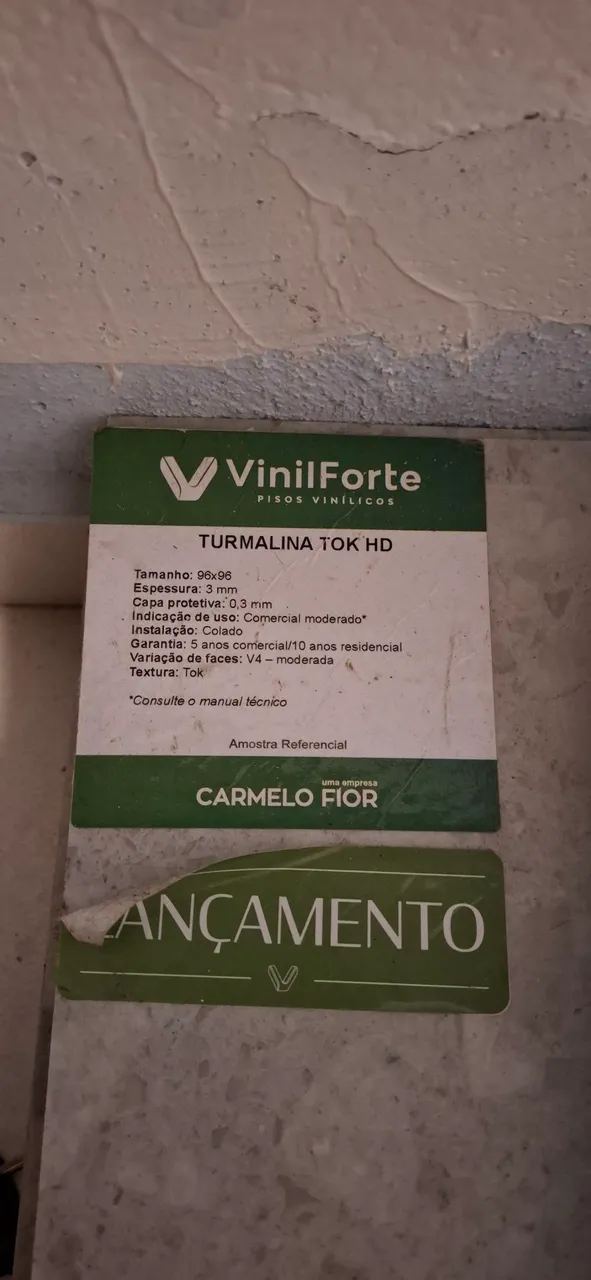 VinilForte
PISOS VINÍLICOS
TURMALINA TOK HD
Tamanho: 96x96
Espessura: 3 mm
Capa protetiva: 0,3 mm
Indicação de uso: Comercial moderado*
Instalação: Colado
Garantia: 5 anos comercial/10 anos residencial
Variação de faces: V4 – moderada
Textura: Tok
*Consulte o manual técnico
Amostra Referencial
uma empresa
CARMELO FIOR
LANÇAMENTO